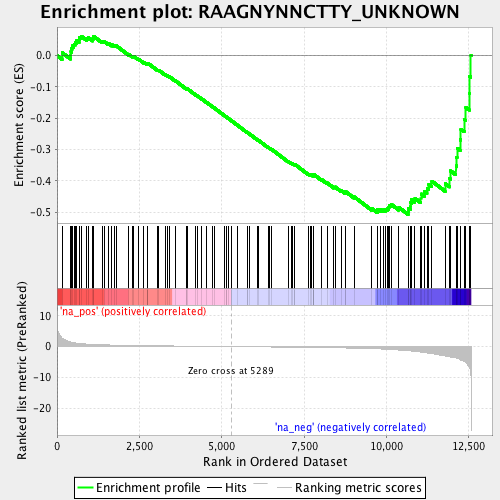 Enrichment plot: RAAGNYNNCTTY_UNKNOWN
Enrichment score (ES)
0.0
-0.1
-0.2
-0.3
-0.4
-0.5
'na_pos' (positively correlated)
Ranked list metric (PreRanked)
10
5
0
-5
-10
-15
-20
Zero cross at 5289
'na_neg' (negatively correlated)
0
2,500
5,000
7,500
10,000
12,500
Rank in Ordered Dataset
Enrichment profile
Hits
Ranking metric scores